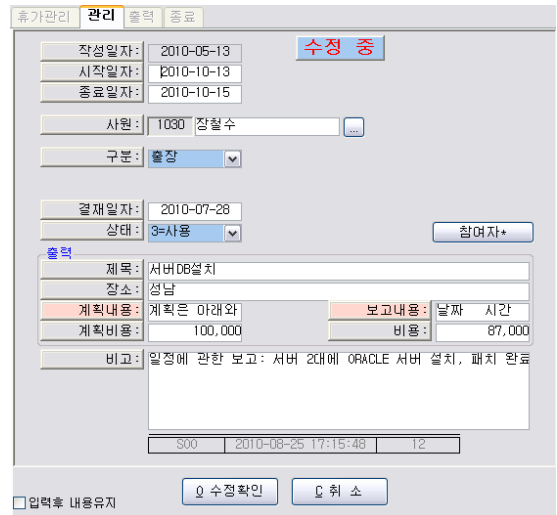 휴가관리 관리 출력 종료
작성일자: 2010-05-13 수정 중
시작일자: 2010-10-13
종료일자: 2010-10-15
사원: 1030 장철수 ...
구분: 출장
결재일자: 2010-07-28
상태: 3=사용 참여자*
출력
제목: 서버DB설치
장소: 성남
계획내용: 계획은 아래와 보고내용: 날짜 시간
계획비용: 100,000 비용: 87,000
비고: 일정에 관한 보고: 서버 2대에 ORACLE 서버 설치, 패치 완료
S00 2010-08-25 17:15:48 12
O 수정확인 C 취 소
입력후 내용유지